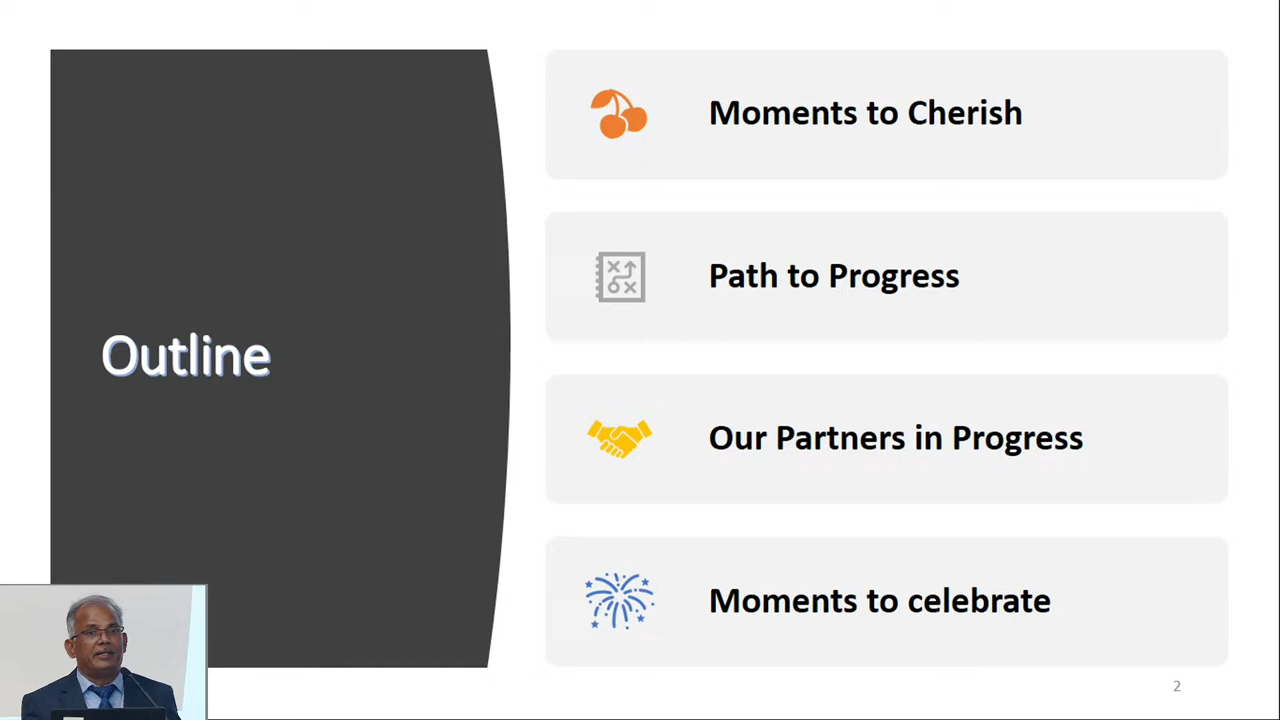 Outline
Moments to Cherish
Path to Progress
Our Partners in Progress
Moments to celebrate
2